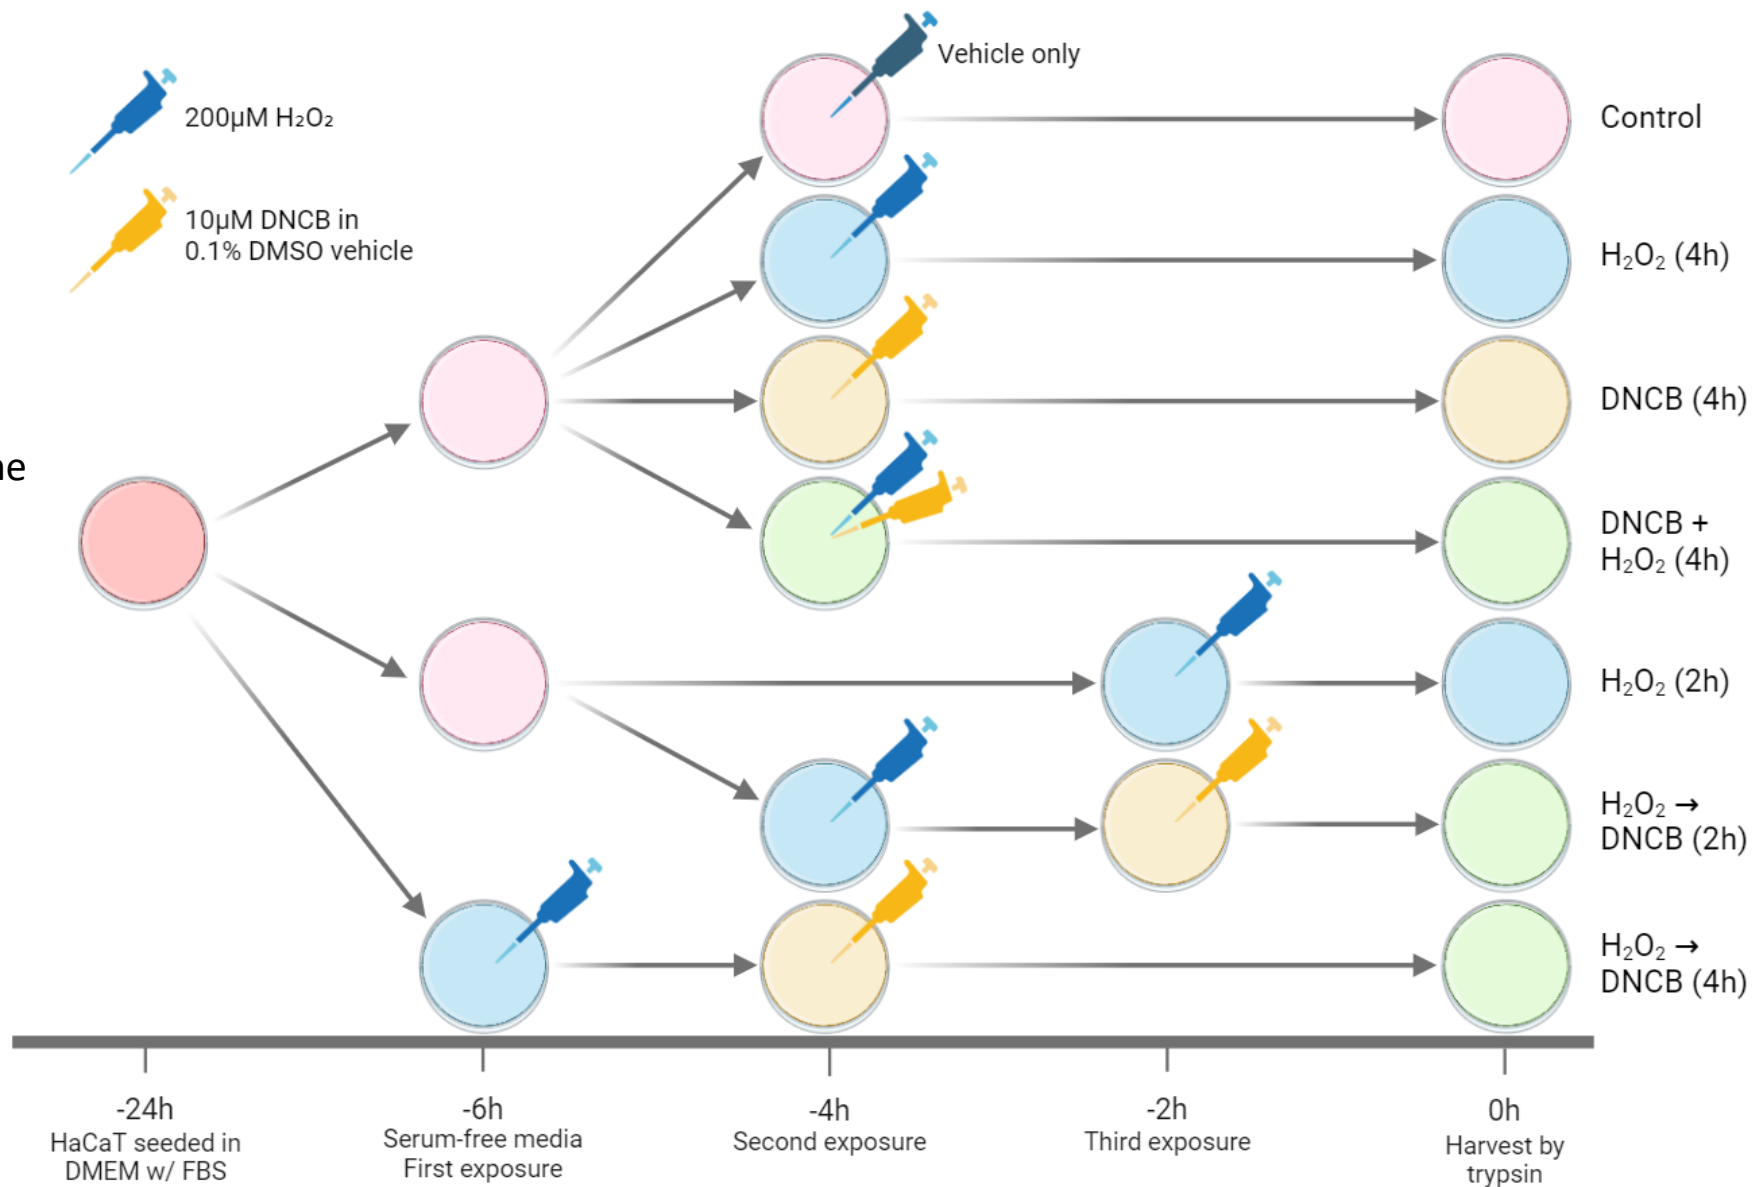 Vehicle only
200µM H₂O₂
10µM DNCB in
0.1% DMSO vehicle
Control
H₂O₂ (4h)
DNCB (4h)
ne
DNCB +
H₂O₂ (4h)
H₂O₂ (2h)
H₂O₂ →
DNCB (2h)
H₂O₂ →
DNCB (4h)
-24h
HaCaT seeded in
DMEM w/ FBS
-6h
Serum-free media
First exposure
-4h
Second exposure
-2h
Third exposure
0h
Harvest by
trypsin